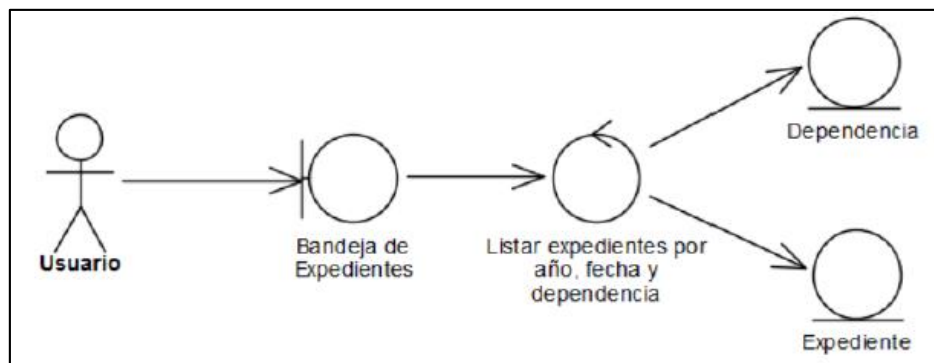 Dependencia
Usuario
Bandeja de
Expedientes
Listar expedientes por
año, fecha y
dependencia
Expediente